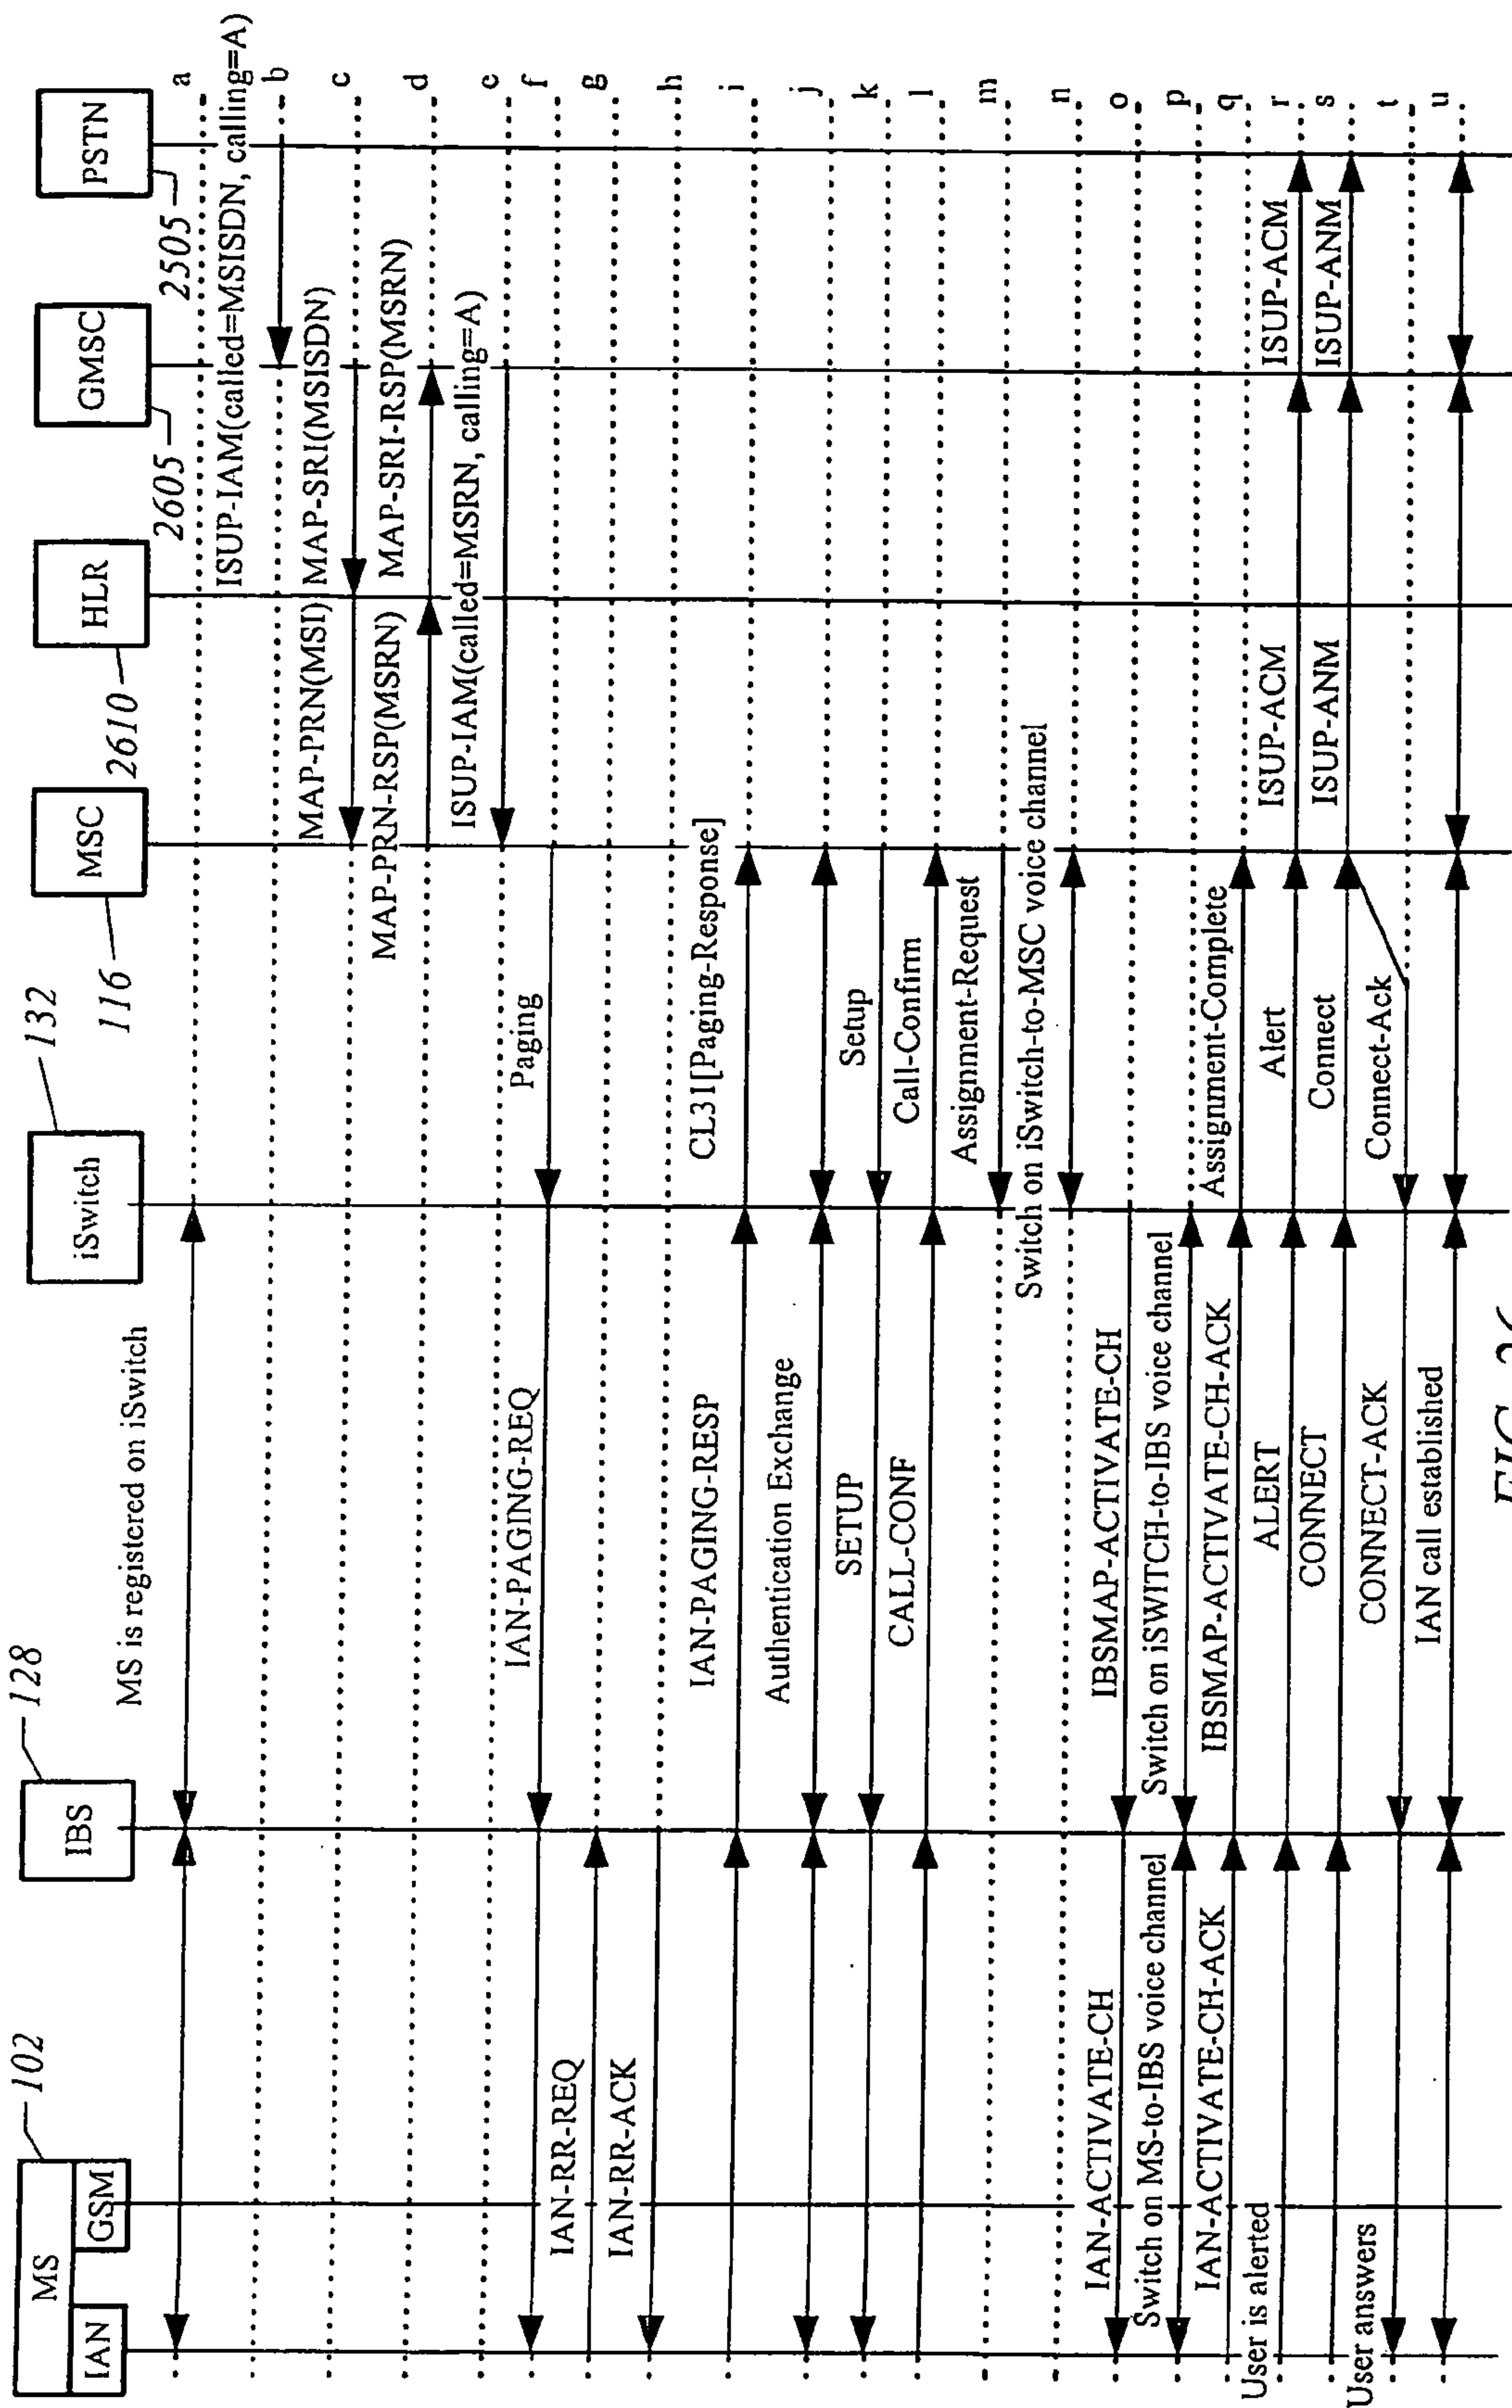 MS
IAN
GSM
102
IBS
128
iSwitch
132
MSC
116
HLR
2610
GMSC
2605
PSTN
2505
MS is registered on iSwitch
a
ISUP-IAM(called=MSISDN, calling=A)
b
MAP-PRN(MSI)
MAP-SRI(MSISDN)
c
MAP-PRN-RSP(MSRN)
MAP-SRI-RSP(MSRN)
d
ISUP-IAM(called=MSRN, calling=A)
e
IAN-PAGING-REQ
Paging
f
IAN-RR-REQ
g
IAN-RR-ACK
h
IAN-PAGING-RESP
CL3I[Paging-Response]
i
Authentication Exchange
j
SETUP
Setup
k
CALL-CONF
Call-Confirm
l
Assignment-Request
m
Switch on iSwitch-to-MSC voice channel
n
IAN-ACTIVATE-CH
IBSMAP-ACTIVATE-CH
o
Switch on MS-to-IBS voice channel
Switch on iSWITCH-to-IBS voice channel
p
IAN-ACTIVATE-CH-ACK
IBSMAP-ACTIVATE-CH-ACK
Assignment-Complete
q
User is alerted
ALERT
Alert
ISUP-ACM
ISUP-ACM
r
CONNECT
Connect
ISUP-ANM
ISUP-ANM
s
User answers
CONNECT-ACK
Connect-Ack
t
IAN call established
u